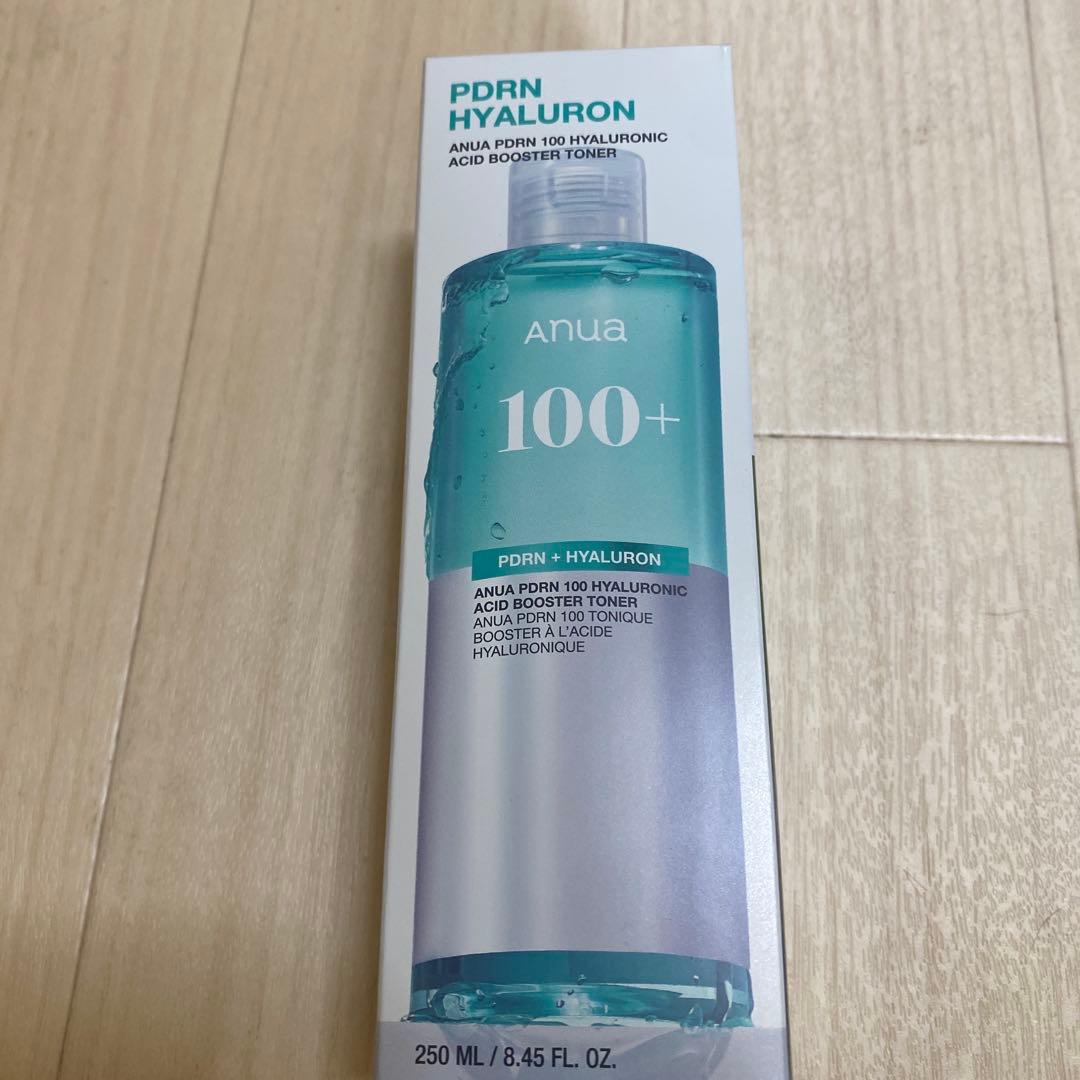 PDRN
HYALURON
ANUA PDRN 100 HYALURONIC
ACID BOOSTER TONER
Anua
100+
PDRN + HYALURON
ANUA PDRN 100 HYALURONIC
ACID BOOSTER TONER
ANUA PDRN 100 TONIQUE
BOOSTER À L'ACIDE
HYALURONIQUE
250 ML / 8.45 FL. OZ.